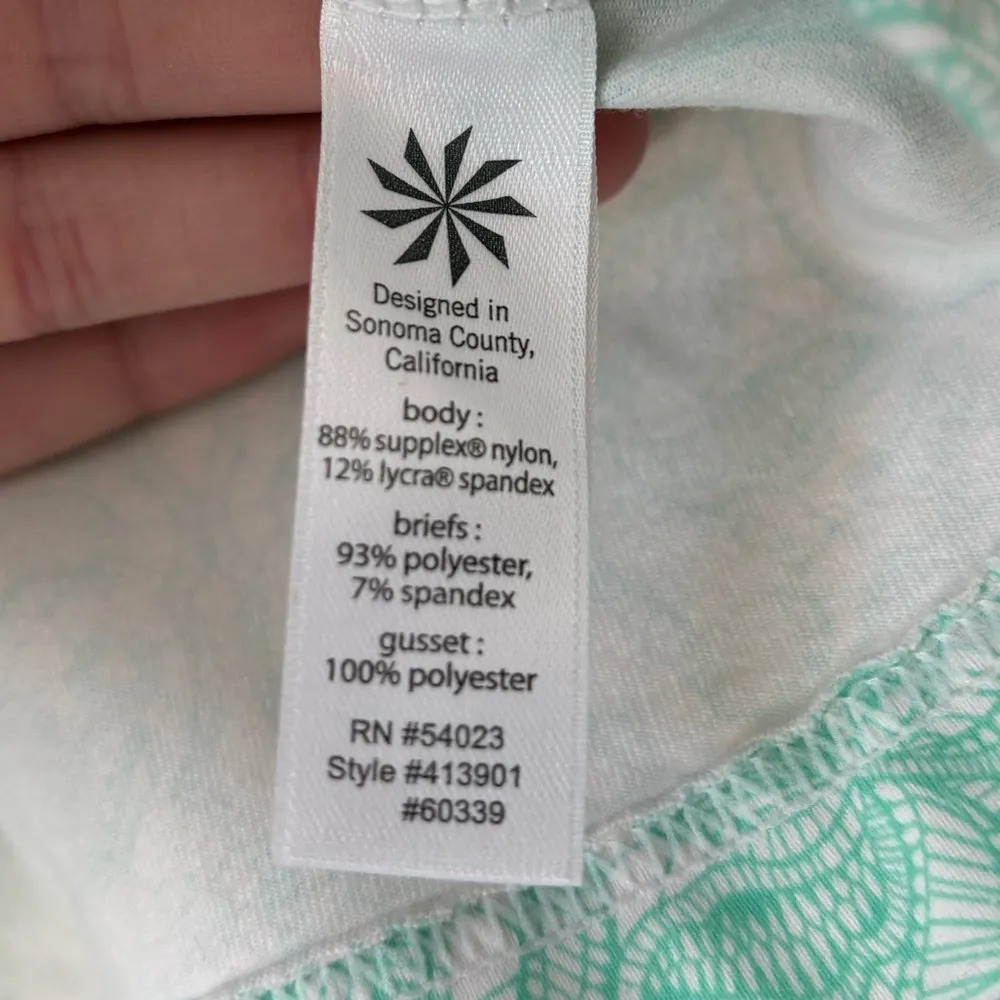 Designed in
Sonoma County,
California
body :
88% supplex® nylon,
12% lycra® spandex
briefs :
93% polyester,
7% spandex
gusset :
100% polyester
RN #54023
Style #413901
#60339